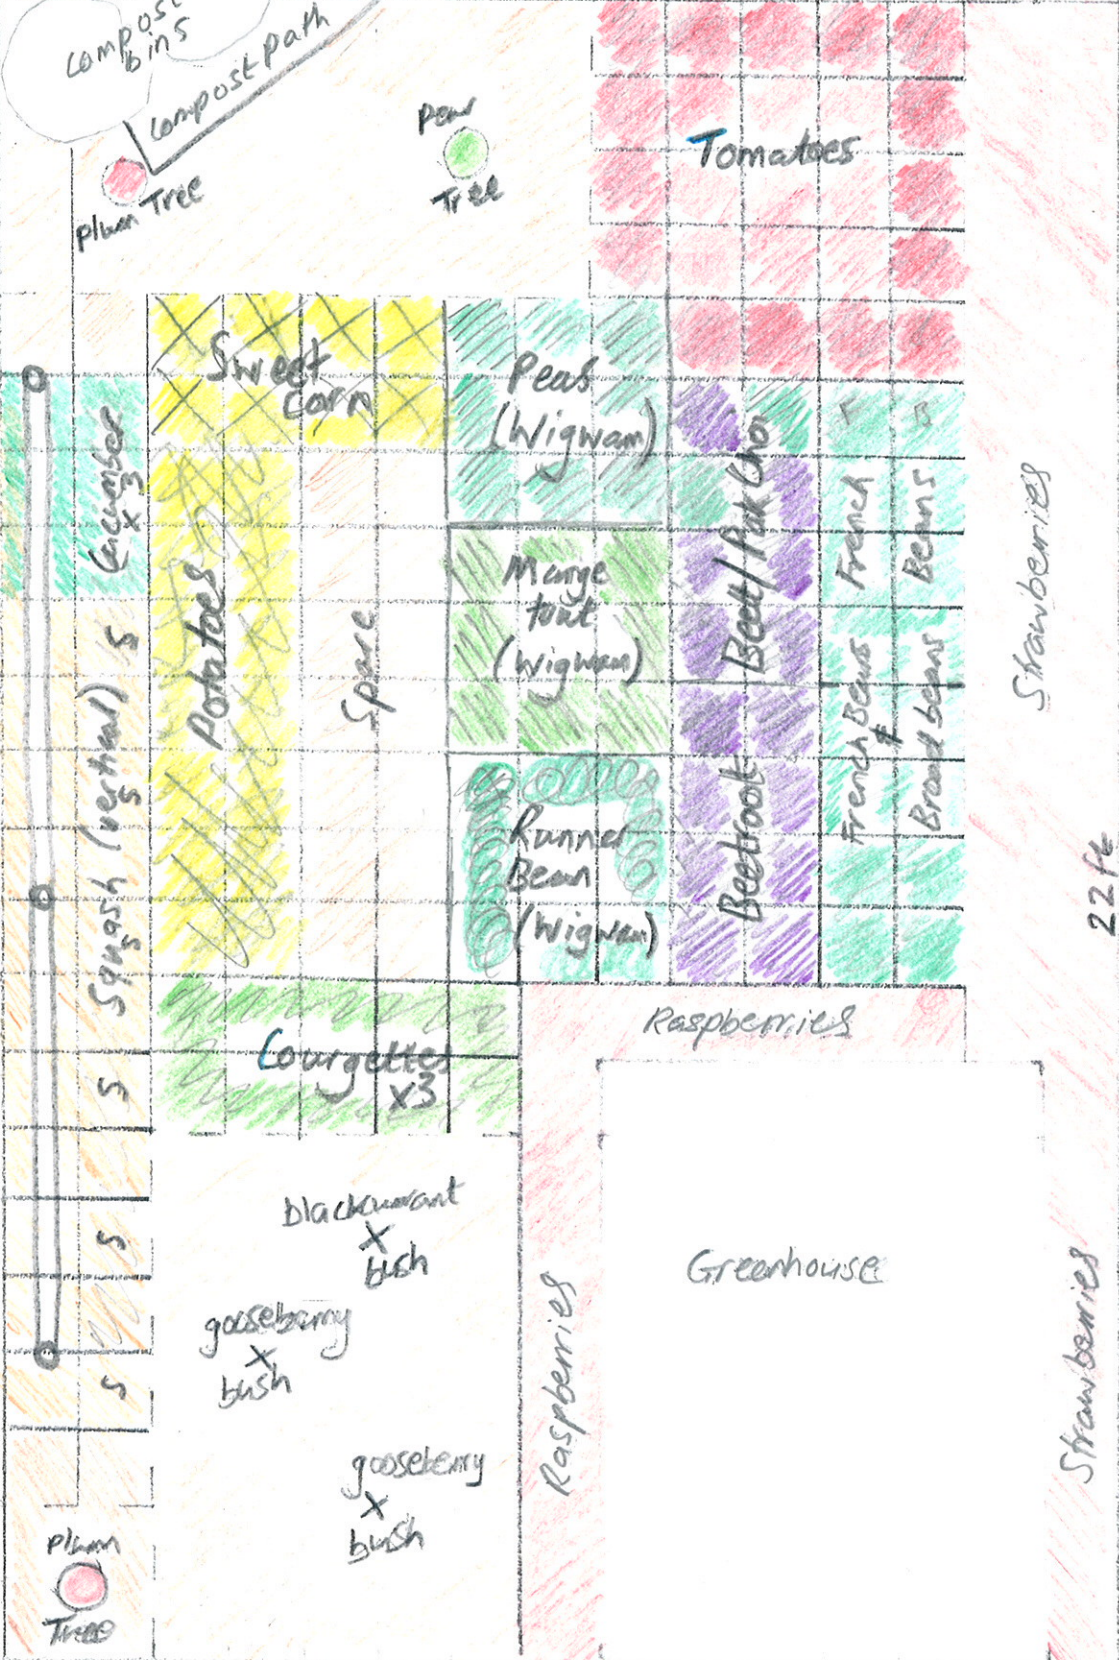 compost
bins
compost path
Pear
Tree
Plum Tree
Tomatoes
Sweet
Corn
Peas
(Wigwam)
Cucumber
x 3
Potatoes
Spare
Mange
tout
(Wigwam)
Runner
Bean
(Wigwam)
Beet/Pak Choi
Beetroot
F
B
French
Beans
French Beans
&
Broad beans
Strawberries
22 ft
S
Squash (vertical)
S
S
S
S
S
Courgettes
x3
Raspberries
blackcurrant
x
bush
gooseberry
x
bush
gooseberry
x
bush
Raspberries
Greenhouse
Strawberries
Plum
Tree